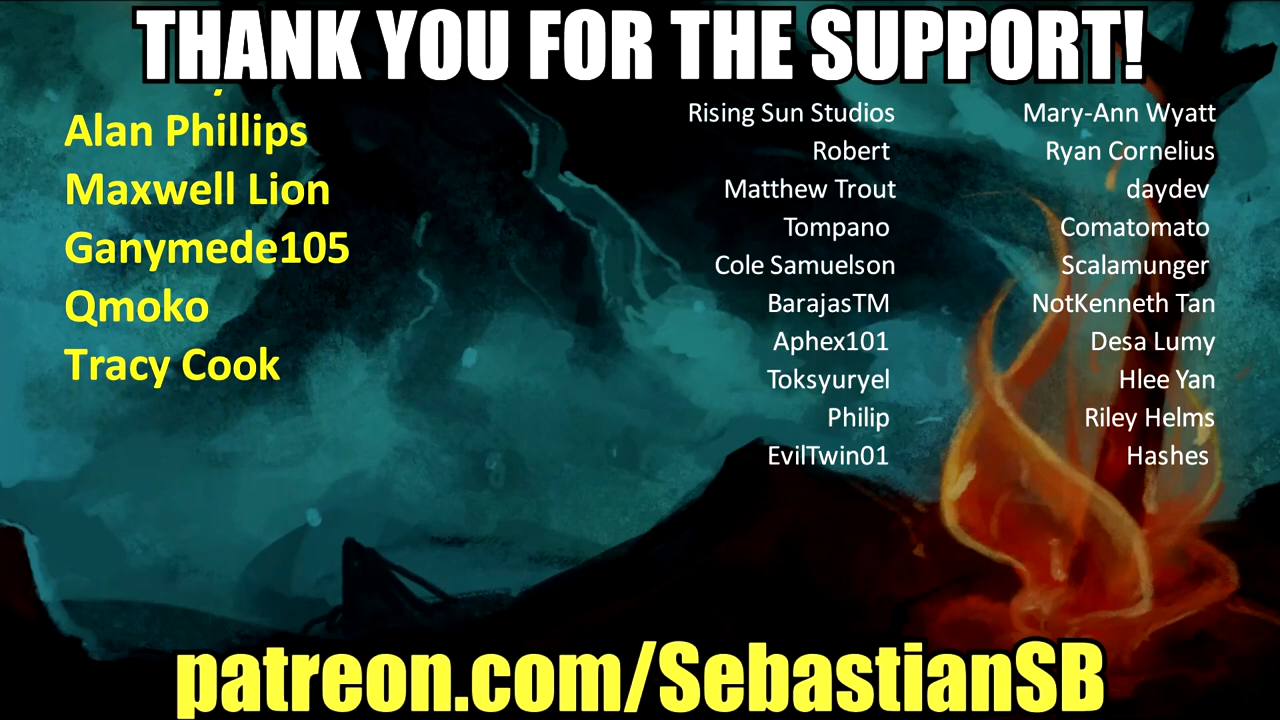 THANK YOU FOR THE SUPPORT!
Alan Phillips
Maxwell Lion
Ganymede105
Qmoko
Tracy Cook
Rising Sun Studios
Robert
Matthew Trout
Tompano
Cole Samuelson
BarajasTM
Aphex101
Toksyuryel
Philip
EvilTwin01
Mary-Ann Wyatt
Ryan Cornelius
daydev
Comatomato
Scalamunger
NotKenneth Tan
Desa Lumy
Hlee Yan
Riley Helms
Hashes
patreon.com/SebastianSB